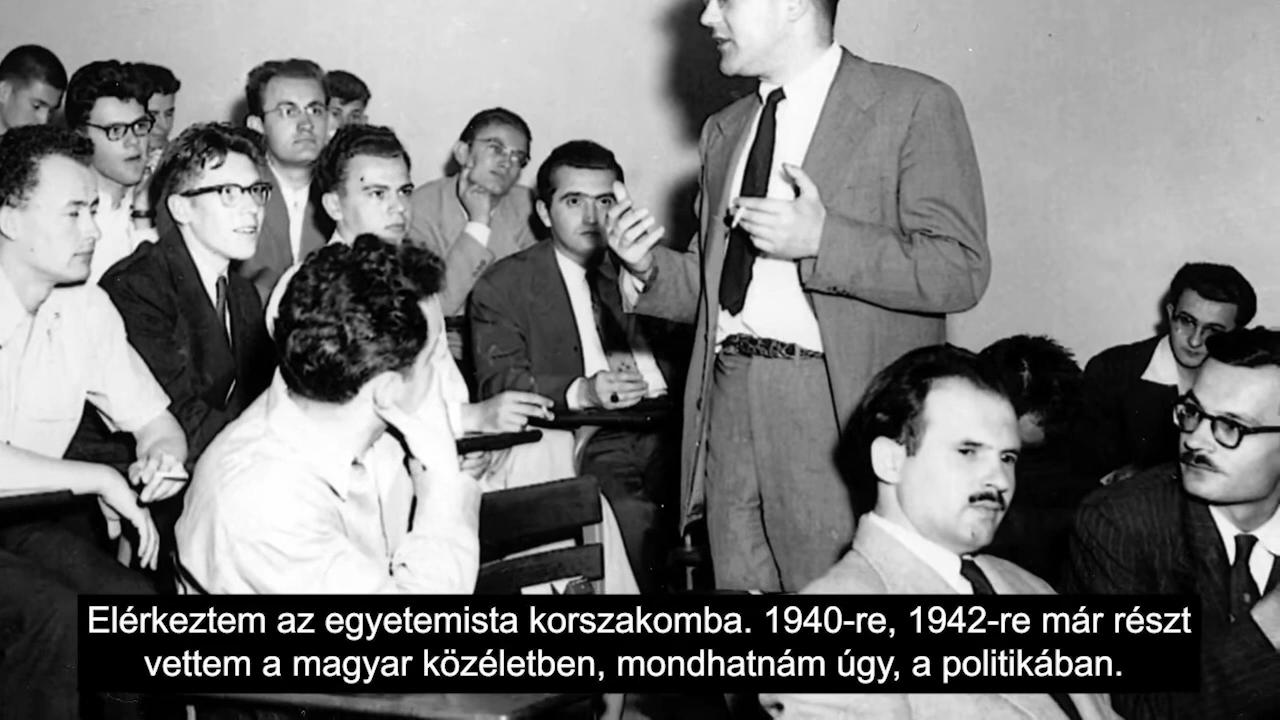 Elérkeztem az egyetemista korszakomba. 1940-re, 1942-re már részt
vettem a magyar közéletben, mondhatnám úgy, a politikában.